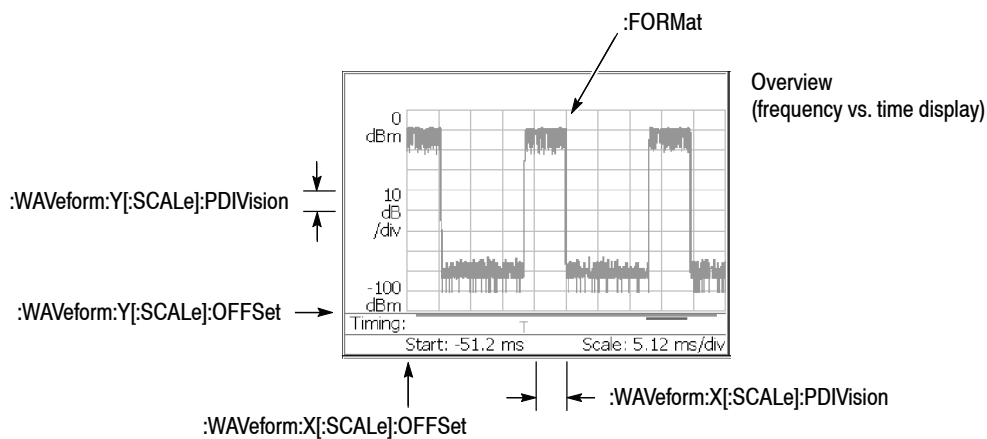 :FORMat
Overview
(frequency vs. time display)
0
dBm
:WAVeform:Y[:SCALe]:PDIVision
10
dB
/div
-100
dBm
:WAVeform:Y[:SCALe]:OFFSet
Timing:
T
Start: -51.2 ms
Scale: 5.12 ms/div
:WAVeform:X[:SCALe]:PDIVision
:WAVeform:X[:SCALe]:OFFSet